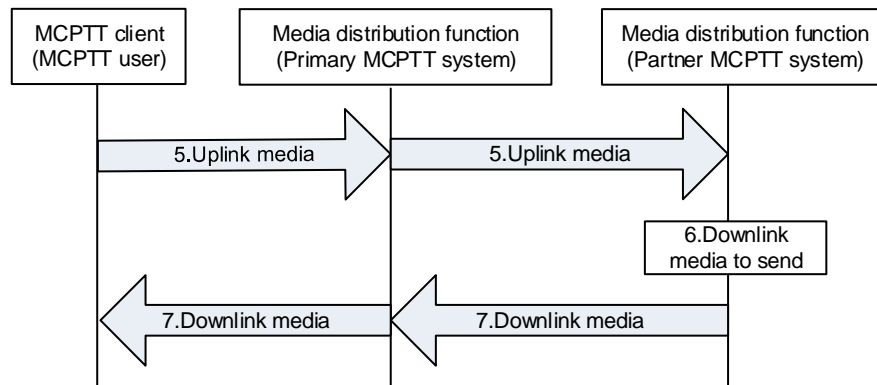 MCPTT client
(MCPTT user)
Media distribution function
(Primary MCPTT system)
Media distribution function
(Partner MCPTT system)
5.Uplink media
5.Uplink media
6.Downlink
media to send
7.Downlink media
7.Downlink media